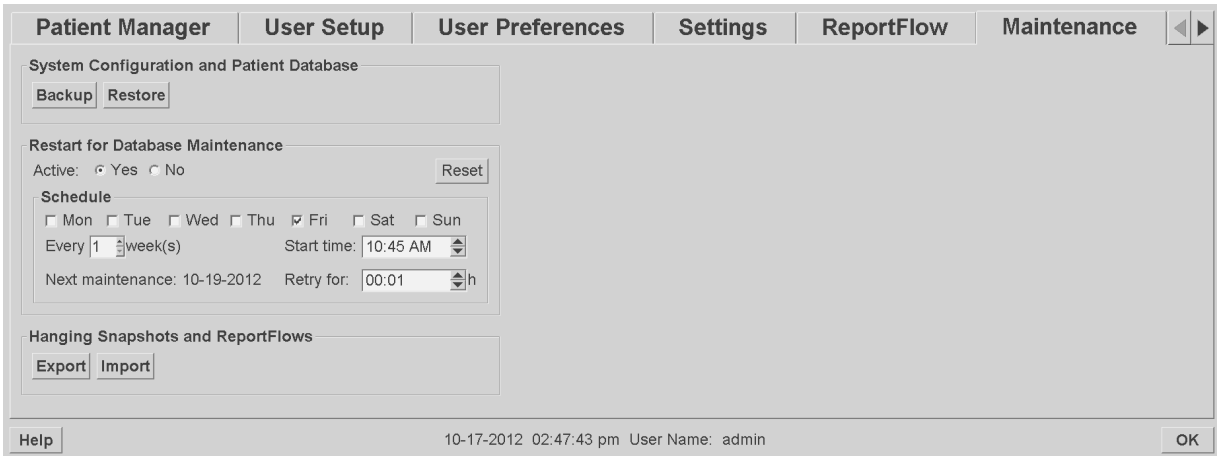 Patient Manager User Setup User Preferences Settings ReportFlow Maintenance
System Configuration and Patient Database
Backup Restore
Restart for Database Maintenance
Active: Yes No Reset
Schedule
Mon Tue Wed Thu Fri Sat Sun
Every 1 week(s) Start time: 10:45 AM
Next maintenance: 10-19-2012 Retry for: 00:01 h
Hanging Snapshots and ReportFlows
Export Import
Help 10-17-2012 02:47:43 pm User Name: admin OK